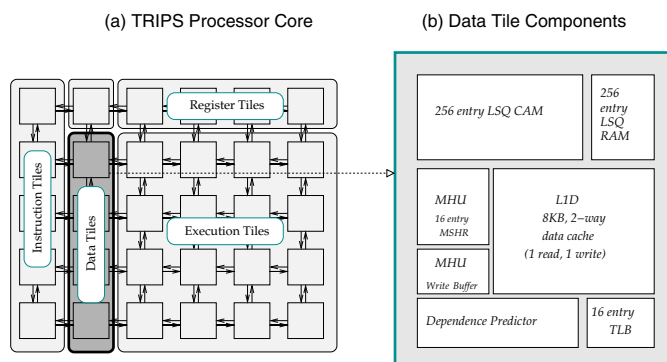 (a) TRIPS Processor Core
(b) Data Tile Components
Register Tiles
Instruction Tiles
Data Tiles
Execution Tiles
256 entry LSQ CAM
256
entry
LSQ
RAM
MHU
16 entry
MSHR
L1D
8KB, 2−way
data cache
(1 read, 1 write)
MHU
Write Buffer
Dependence Predictor
16 entry
TLB